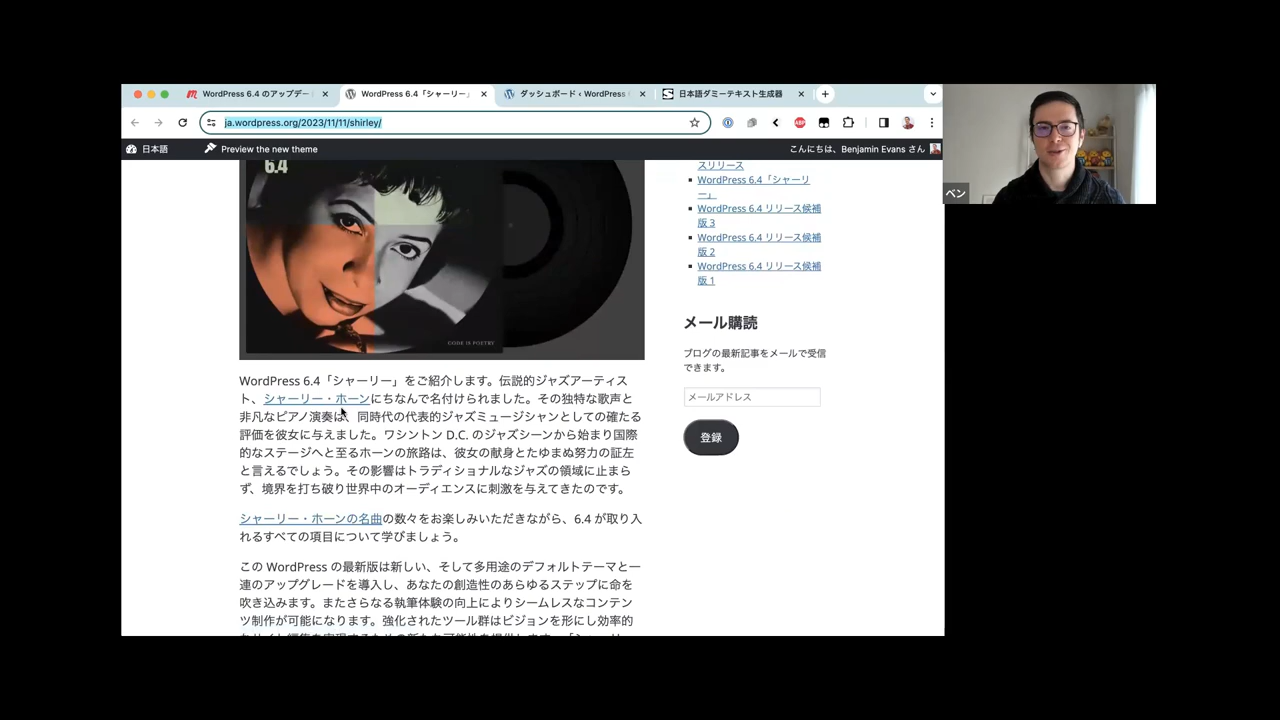 WordPress 6.4 のアップデー
WordPress 6.4「シャーリー」
ダッシュボード ‹ WordPress
日本語ダミーテキスト生成器
ja.wordpress.org/2023/11/11/shirley/
日本語
Preview the new theme
こんにちは、Benjamin Evans さん
ベン
6.4
CODE IS POETRY
WordPress 6.4「シャーリー」をご紹介します。伝説的ジャズアーティス
ト、シャーリー・ホーンにちなんで名付けられました。その独特な歌声と
非凡なピアノ演奏は、同時代の代表的ジャズミュージシャンとしての確たる
評価を彼女に与えました。ワシントン D.C. のジャズシーンから始まり国際
的なステージへと至るホーンの旅路は、彼女の献身とたゆまぬ努力の証左
と言えるでしょう。その影響はトラディショナルなジャズの領域に止まら
ず、境界を打ち破り世界中のオーディエンスに刺激を与えてきたのです。
シャーリー・ホーンの名曲の数々をお楽しみいただきながら、6.4 が取り入
れるすべての項目について学びましょう。
この WordPress の最新版は新しい、そして多用途のデフォルトテーマと一
連のアップグレードを導入し、あなたの創造性のあらゆるステップに命を
吹き込みます。またさらなる執筆体験の向上によりシームレスなコンテン
ツ制作が可能になります。強化されたツール群はビジョンを形にし効率的
スリリース
WordPress 6.4「シャーリ
ー」
WordPress 6.4 リリース候補
版 3
WordPress 6.4 リリース候補
版 2
WordPress 6.4 リリース候補
版 1
メール購読
ブログの最新記事をメールで受信
できます。
メールアドレス
登録